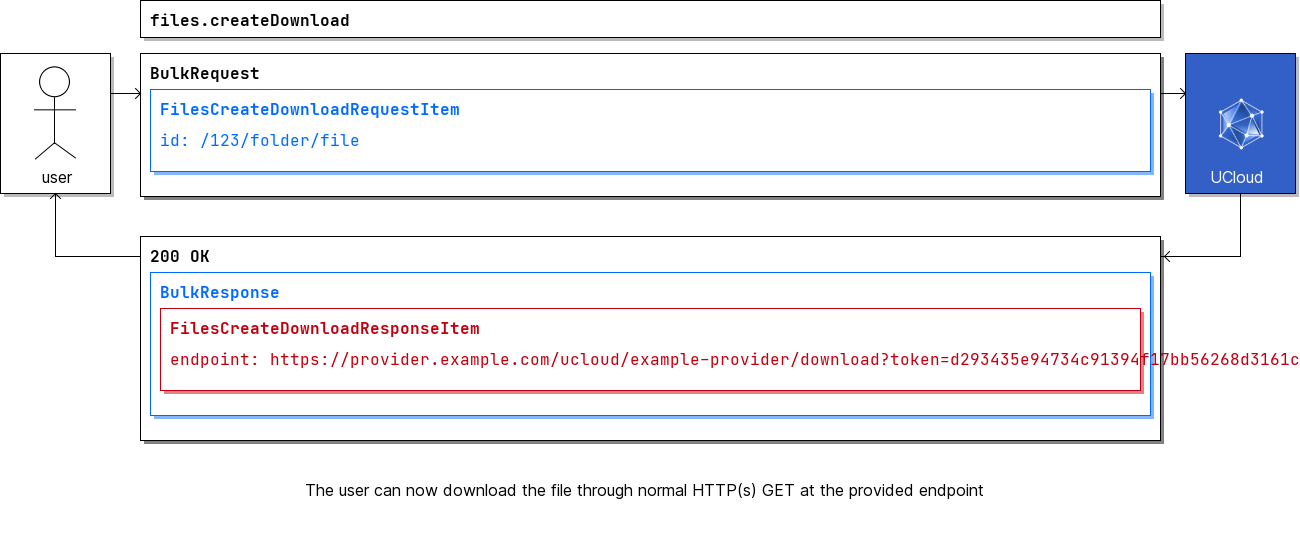 files.createDownload
BulkRequest
FilesCreateDownloadRequestItem
id: /123/folder/file
user
UCloud
200 OK
BulkResponse
FilesCreateDownloadResponseItem
endpoint: https://provider.example.com/ucloud/example-provider/download?token=d293435e94734c91394f17bb56268d3161c
The user can now download the file through normal HTTP(s) GET at the provided endpoint